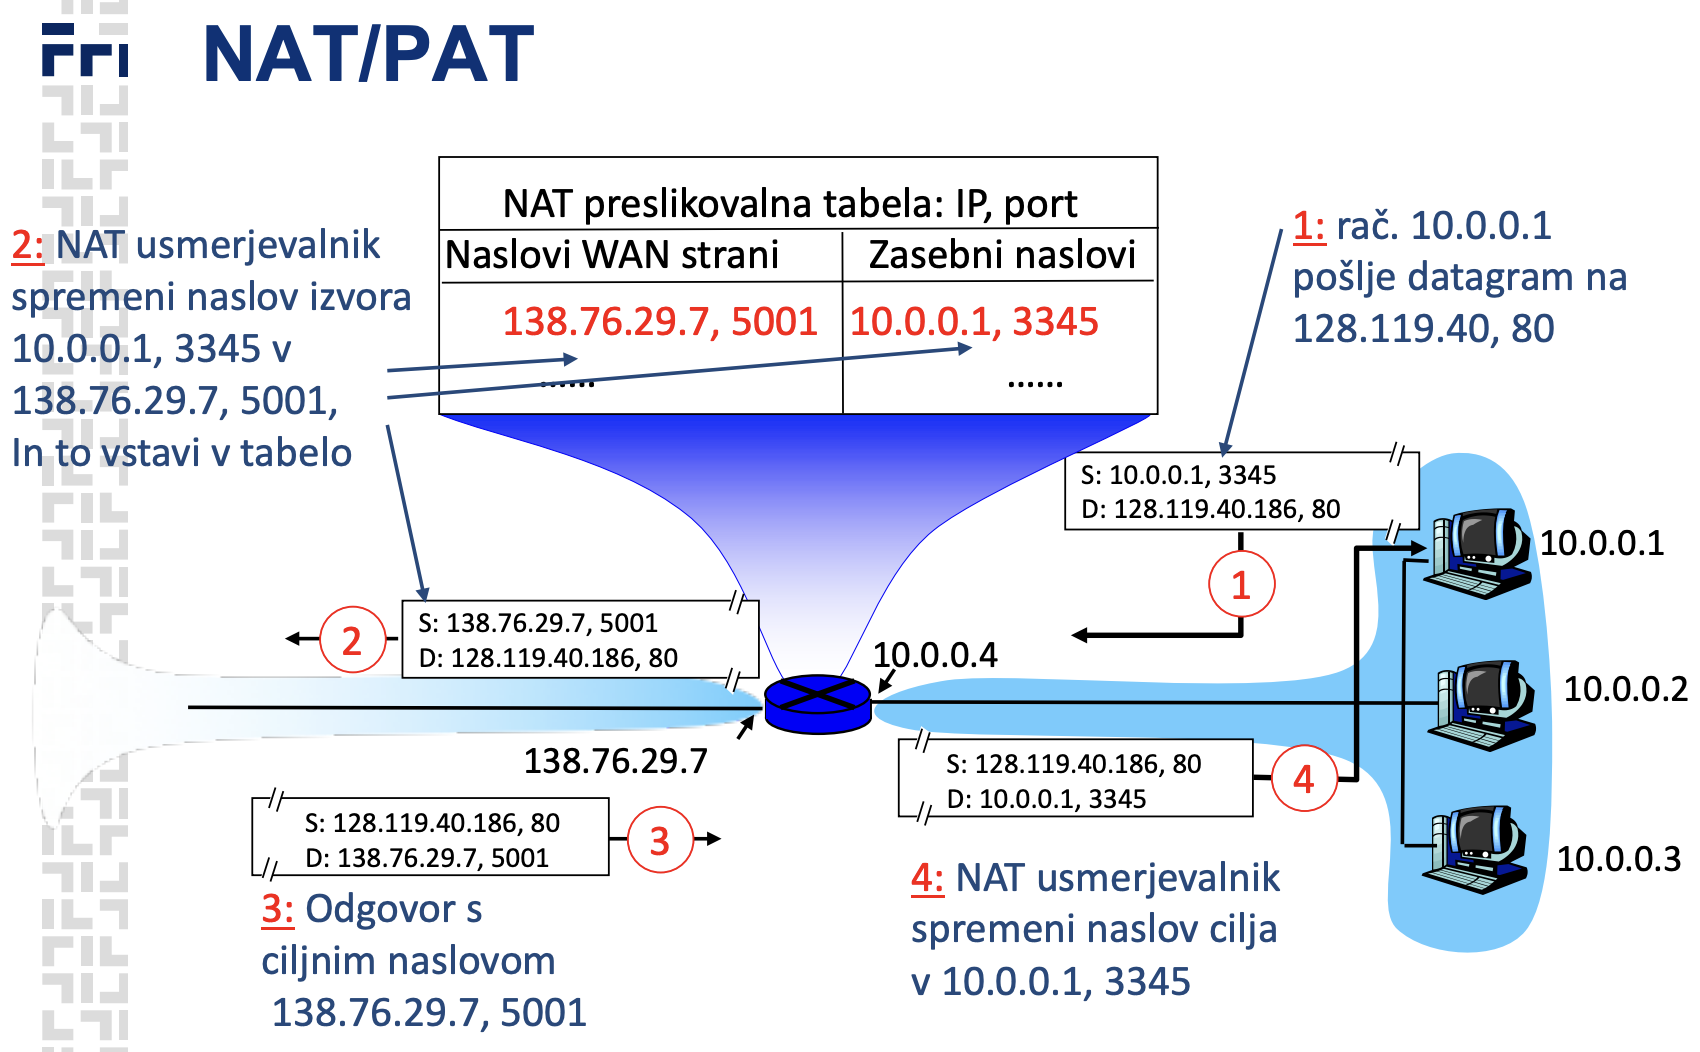 Fri
NAT/PAT
NAT preslikovalna tabela: IP, port
Naslovi WAN strani
Zasebni naslovi
138.76.29.7, 5001
10.0.0.1, 3345
......
......
2: NAT usmerjevalnik
spremeni naslov izvora
10.0.0.1, 3345 v
138.76.29.7, 5001,
In to vstavi v tabelo
1: rač. 10.0.0.1
pošlje datagram na
128.119.40, 80
S: 10.0.0.1, 3345
D: 128.119.40.186, 80
1
10.0.0.1
2
S: 138.76.29.7, 5001
D: 128.119.40.186, 80
10.0.0.4
10.0.0.2
138.76.29.7
S: 128.119.40.186, 80
D: 10.0.0.1, 3345
4
S: 128.119.40.186, 80
D: 138.76.29.7, 5001
3
10.0.0.3
3: Odgovor s
ciljnim naslovom
138.76.29.7, 5001
4: NAT usmerjevalnik
spremeni naslov cilja
v 10.0.0.1, 3345